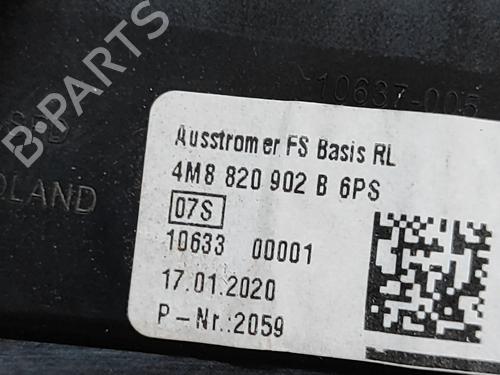 10637-005
Ausstromer FS Basis RL
4M8 820 902 B 6PS
07S
10633 00001
17.01.2020
P-Nr.:2059
B-PARTS